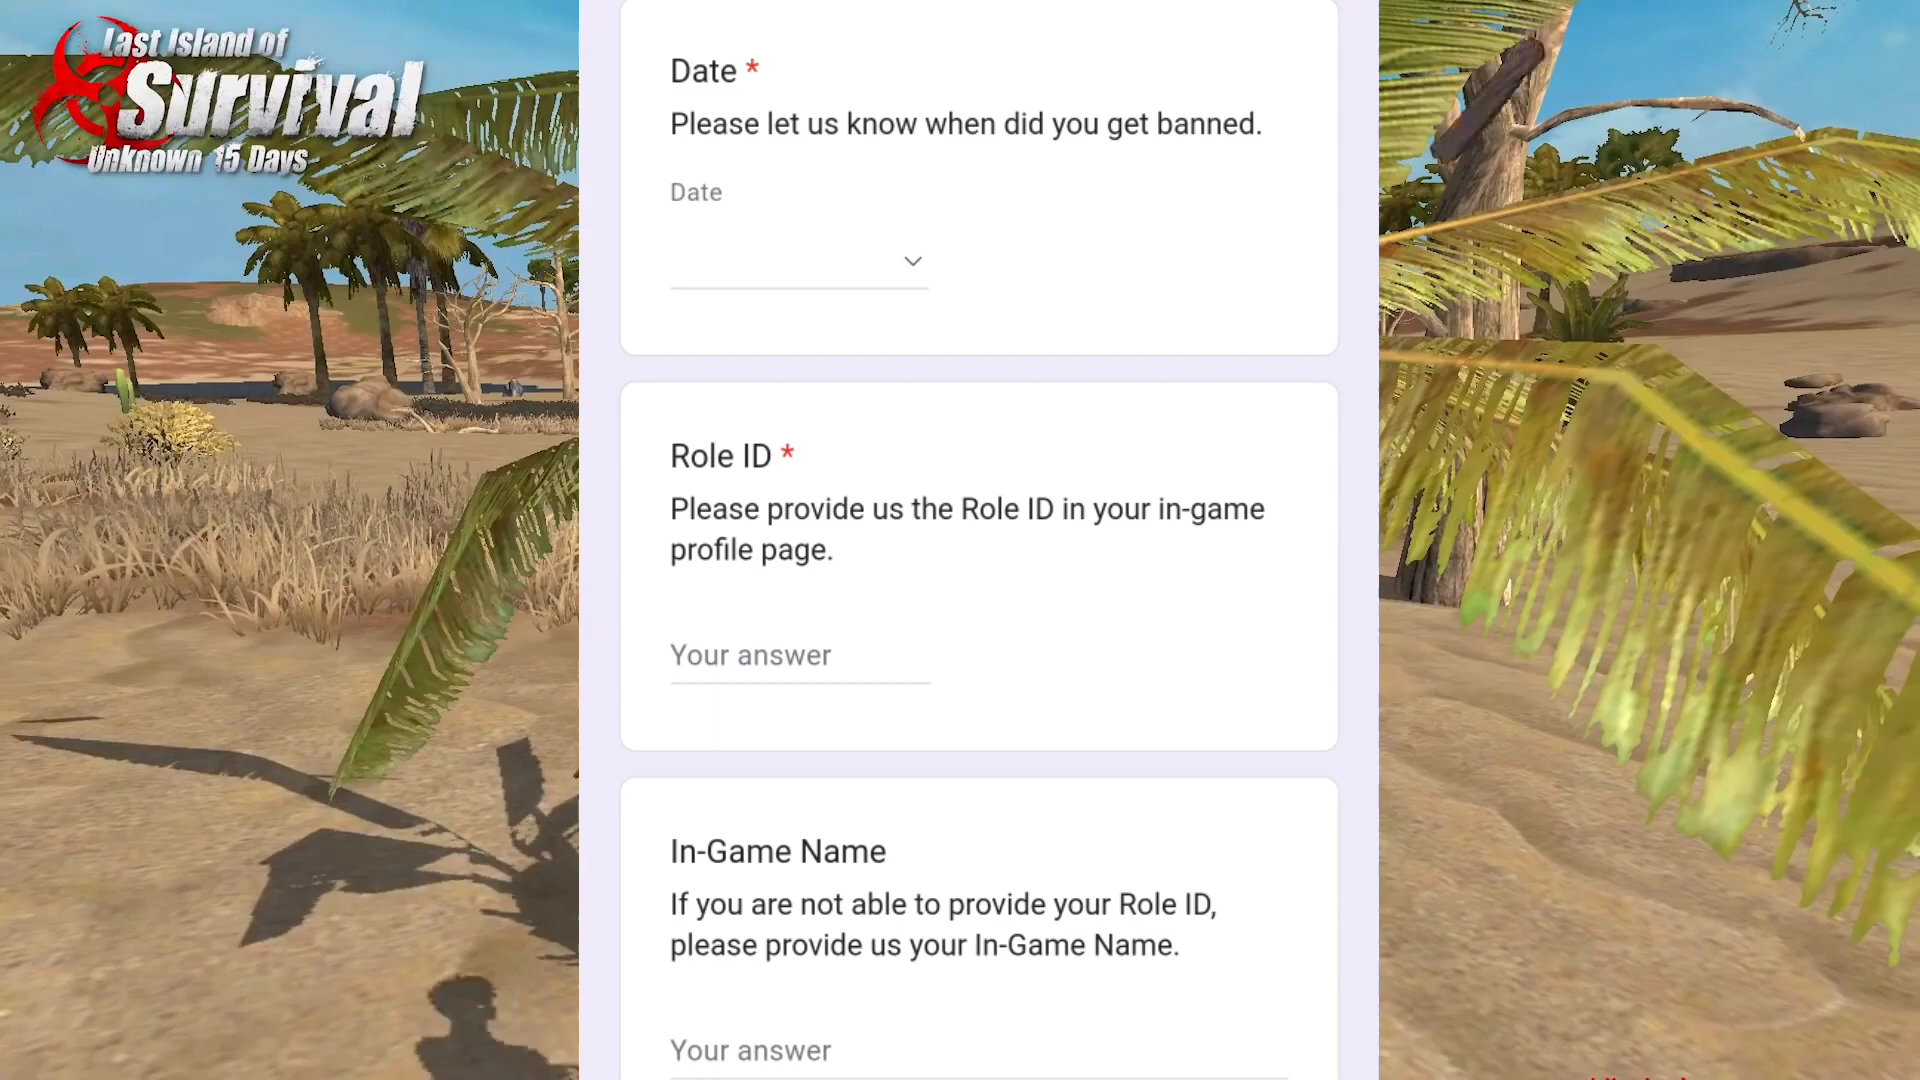 Last Island of
Survival
Unknown 15 Days
Date *
Please let us know when did you get banned.
Date
Role ID *
Please provide us the Role ID in your in-game
profile page.
Your answer
In-Game Name
If you are not able to provide your Role ID,
please provide us your In-Game Name.
Your answer